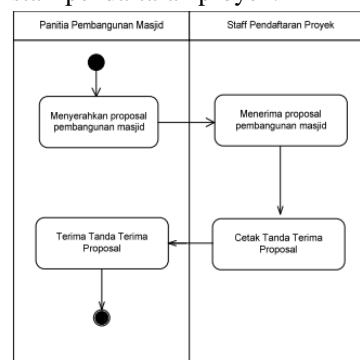 Panitia Pembangunan Masjid
Staff Pendaftaran Proyek
Menyerahkan proposal
pembangunan masjid
Menerima proposal
pembangunan masjid
Terima Tanda Terima
Proposal
Cetak Tanda Terima
Proposal